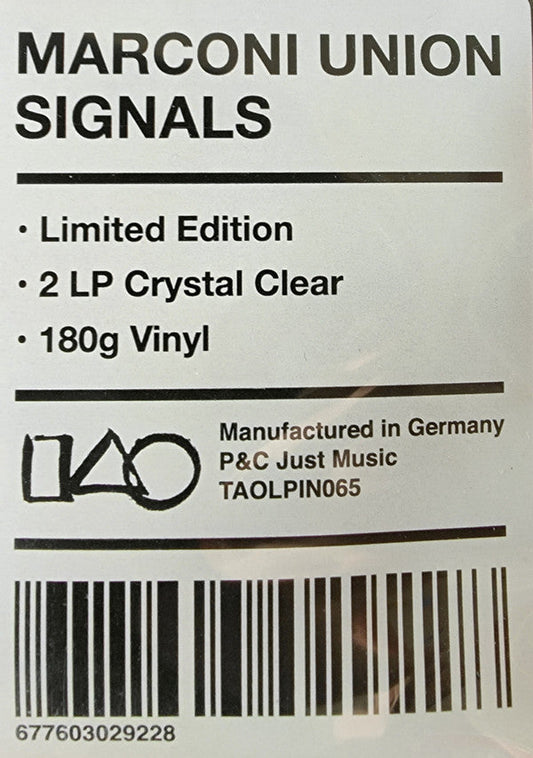 MARCONI UNION
SIGNALS
• Limited Edition
• 2 LP Crystal Clear
• 180g Vinyl
Manufactured in Germany
P&C Just Music
TAOLPIN065
677603029228